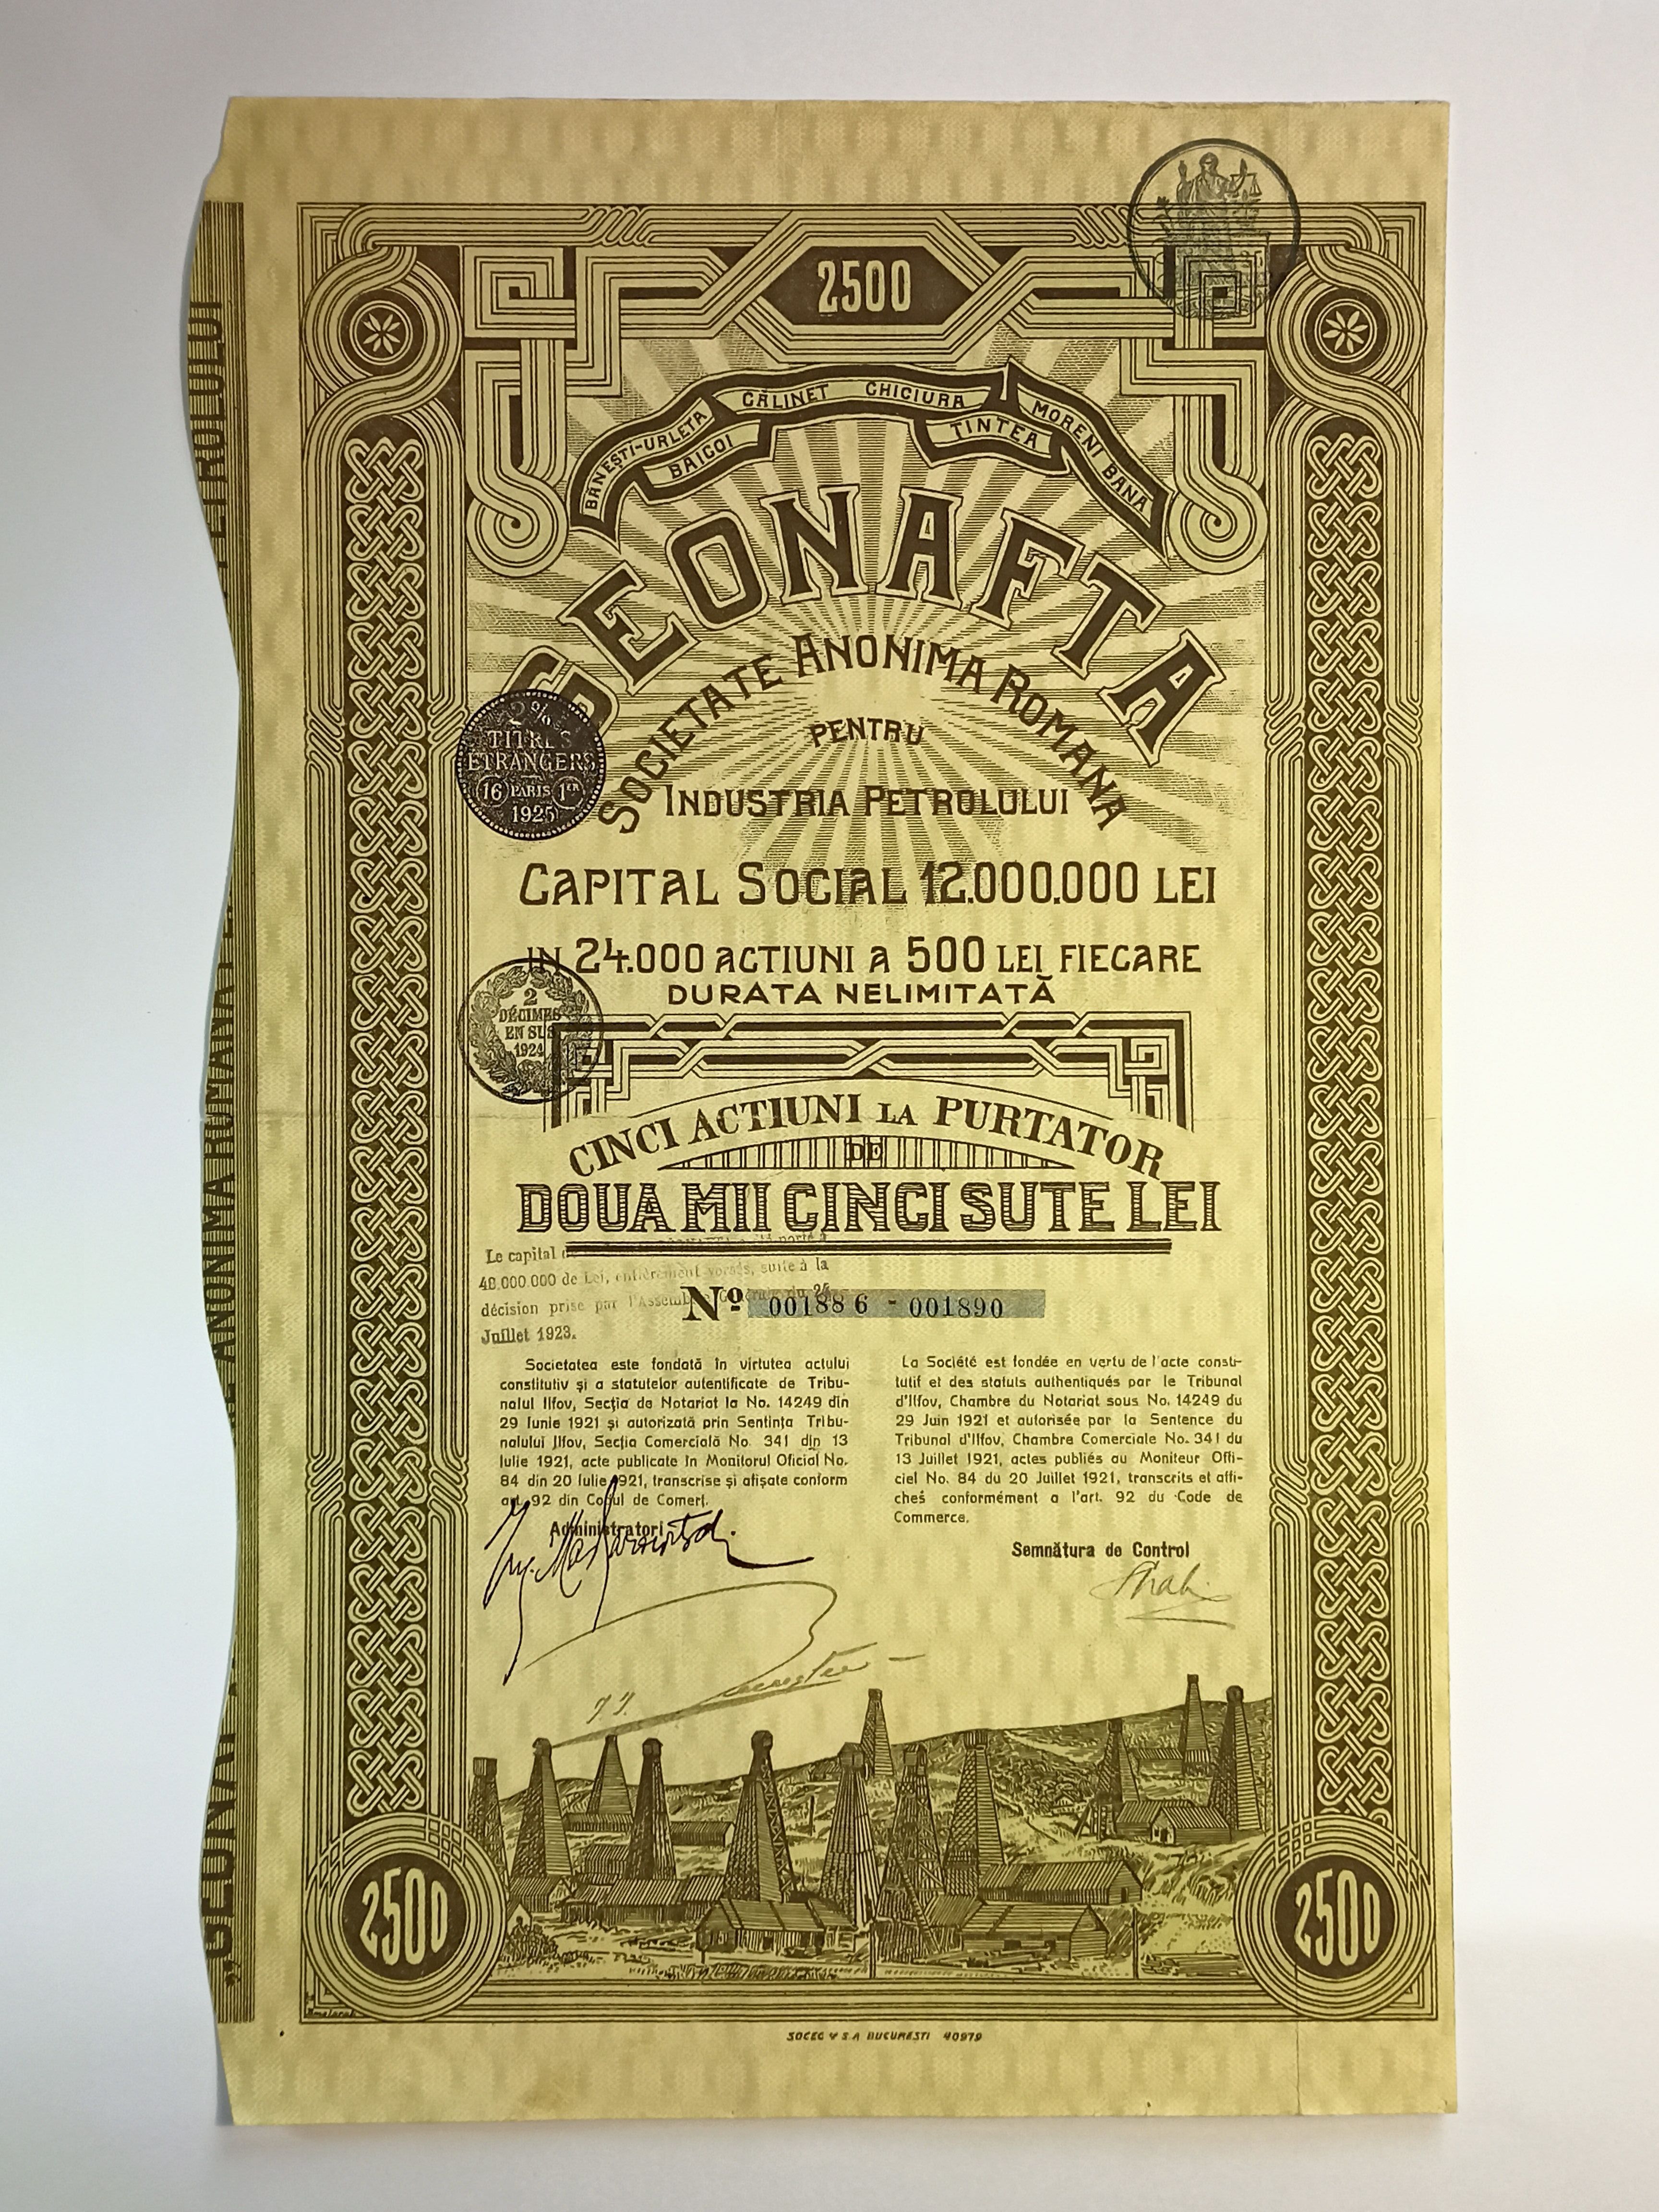 2500
BĂNEȘTI-URLEȚA
BAICOI
CĂLINET CHICIURA
TINTEA
MORENI BANA
GEONAFTA
SOCIETATE ANONIMA ROMANA
PENTRU
INDUSTRIA PETROLULUI
2%
TITRES
ETRANGERS
16 PARIS 1ER
1925
CAPITAL SOCIAL 12.000.000 LEI
IN 24.000 ACTIUNI A 500 LEI FIECARE
DURATA NELIMITATĂ
2
DÉCIMES
EN SUS
1924
CINCI ACTIUNI LA PURTATOR
DE
DOUA MII CINCI SUTE LEI
Le capital
porté à
48.000.000 de Lei, entièrement versés, suite à la
décision prise par l'Assemblée Générale du 24
Juillet 1923.
No 001886 - 001890
Societatea este fondată în virtutea actului
constitutiv și a statutelor autentificate de Tribu-
nalul Ilfov, Secția de Notariat la No. 14249 din
29 Iunie 1921 și autorizată prin Sentința Tribu-
nalului Ilfov, Secția Comercială No. 341 din 13
Iulie 1921, acte publicate în Monitorul Oficial No.
84 din 20 Iulie 1921, transcrise și afișate conform
art. 92 din Codul de Comerț.
Administratori
La Société est fondée en vertu de l'acte consti-
tutif et des statuts authentiqués par le Tribunal
d'Ilfov, Chambre du Notariat sous No. 14249 du
29 Juin 1921 et autorisée par la Sentence du
Tribunal d'Ilfov, Chambre Comerciale No. 341 du
13 Juillet 1921, actes publiés au Moniteur Offi-
ciel No. 84 du 20 Juillet 1921, transcrits et affi-
chés conformément a l'art. 92 du Code de
Commerce.
Semnătura de Control
2500
2500
SOCEC & S.A BUCUREȘTI 40979